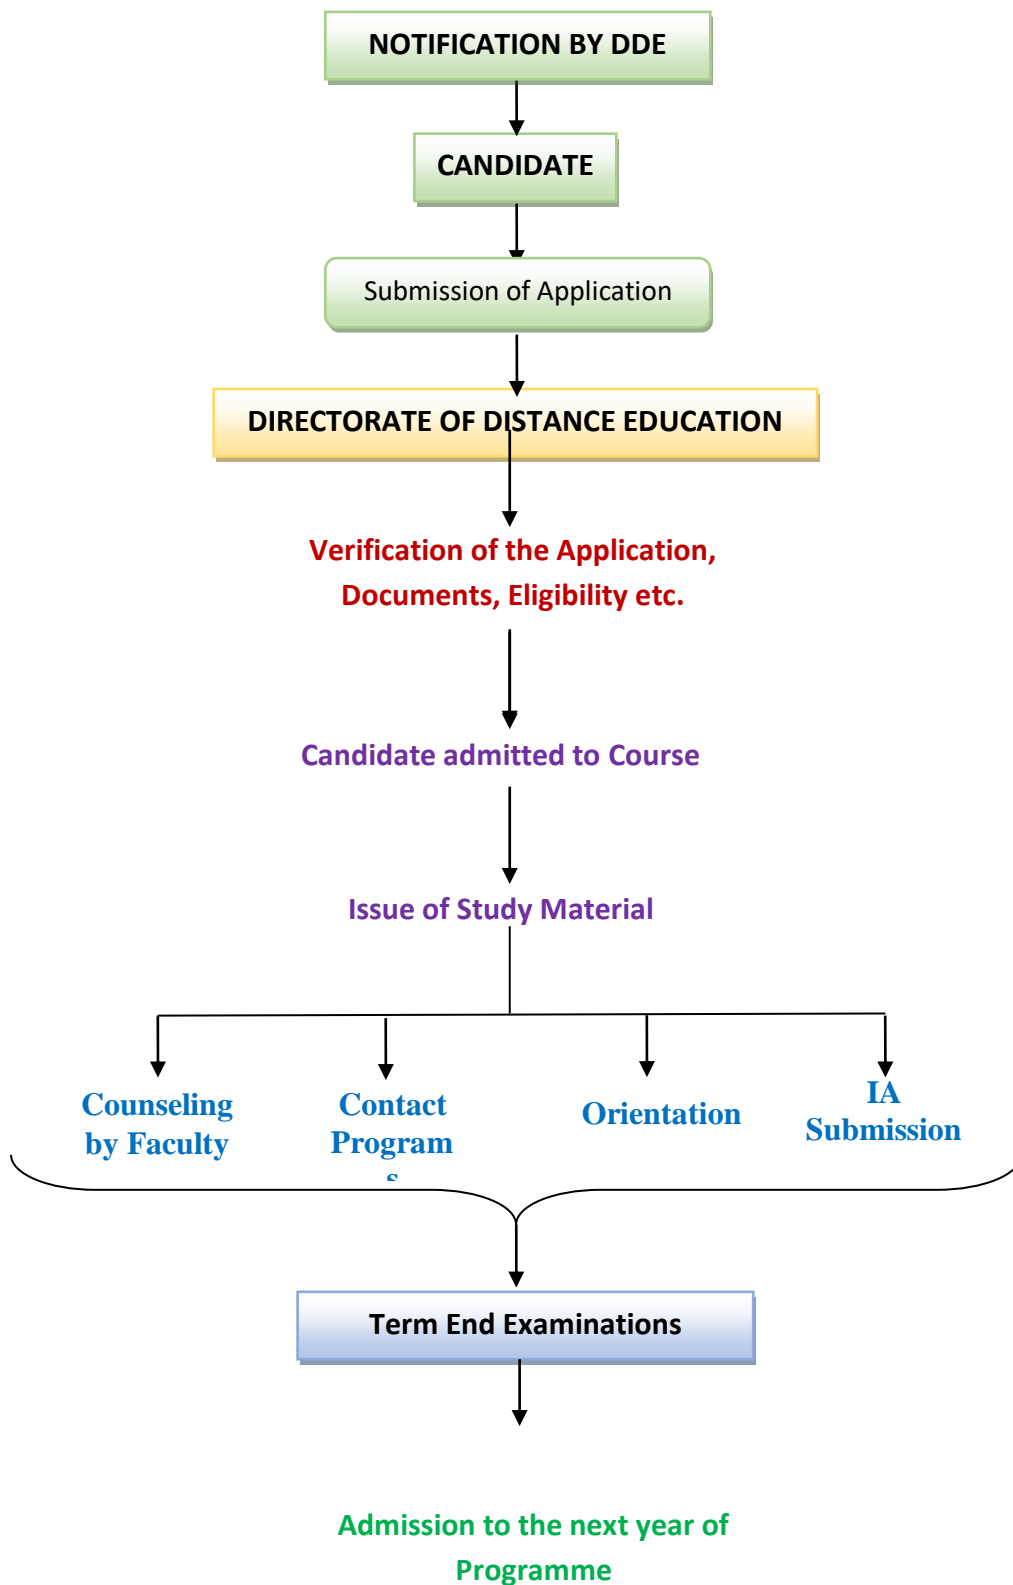 NOTIFICATION BY DDE
CANDIDATE
Submission of Application
DIRECTORATE OF DISTANCE EDUCATION
Verification of the Application,
Documents, Eligibility etc.
Candidate admitted to Course
Issue of Study Material
Counseling
by Faculty
Contact
Program
s
Orientation
IA
Submission
Term End Examinations
Admission to the next year of
Programme